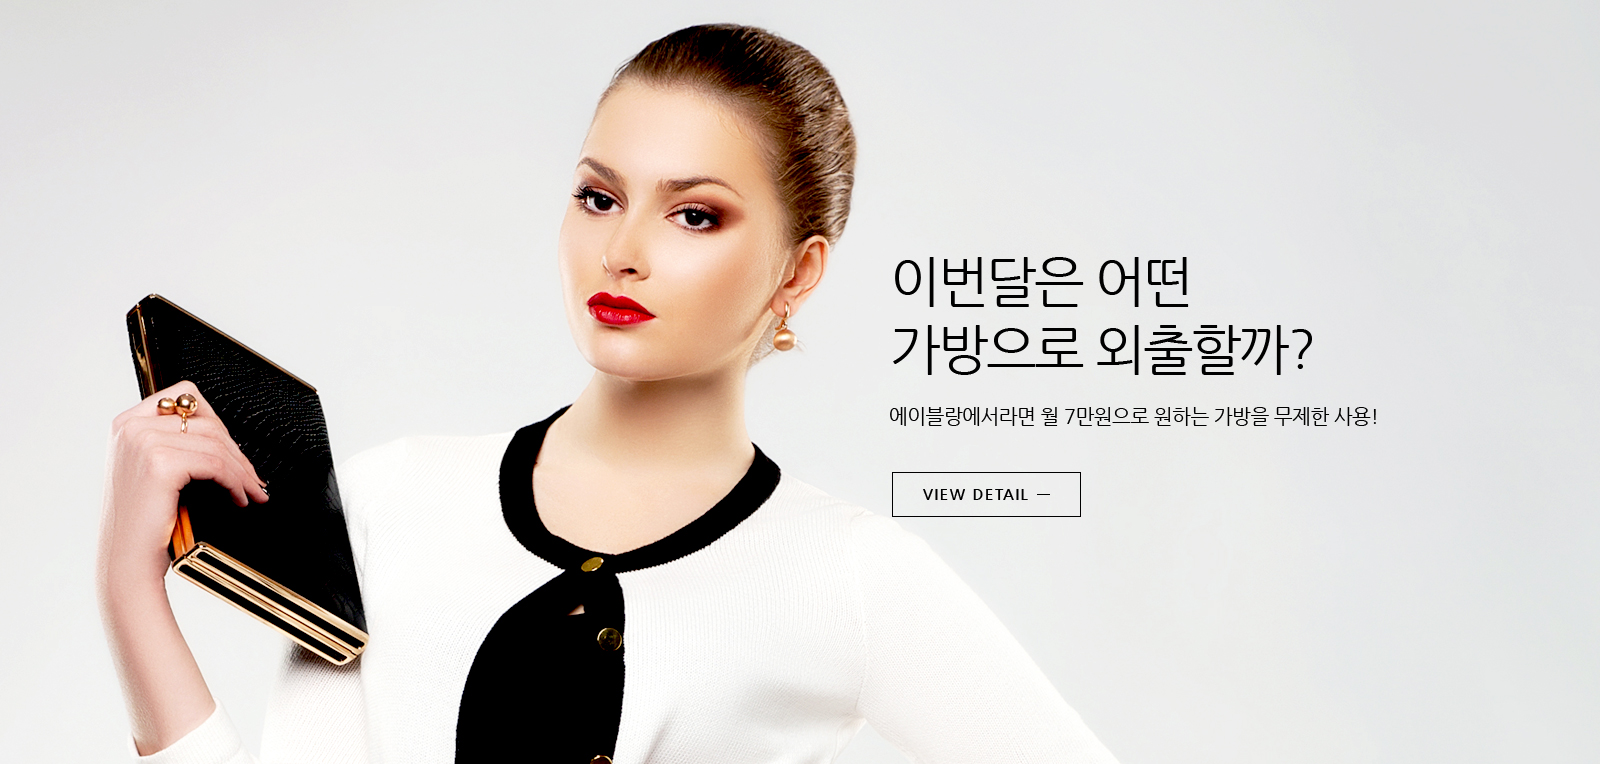 이번달은 어떤
가방으로 외출할까?
에이블랑에서라면 월 7만원으로 원하는 가방을 무제한 사용!
VIEW DETAIL —